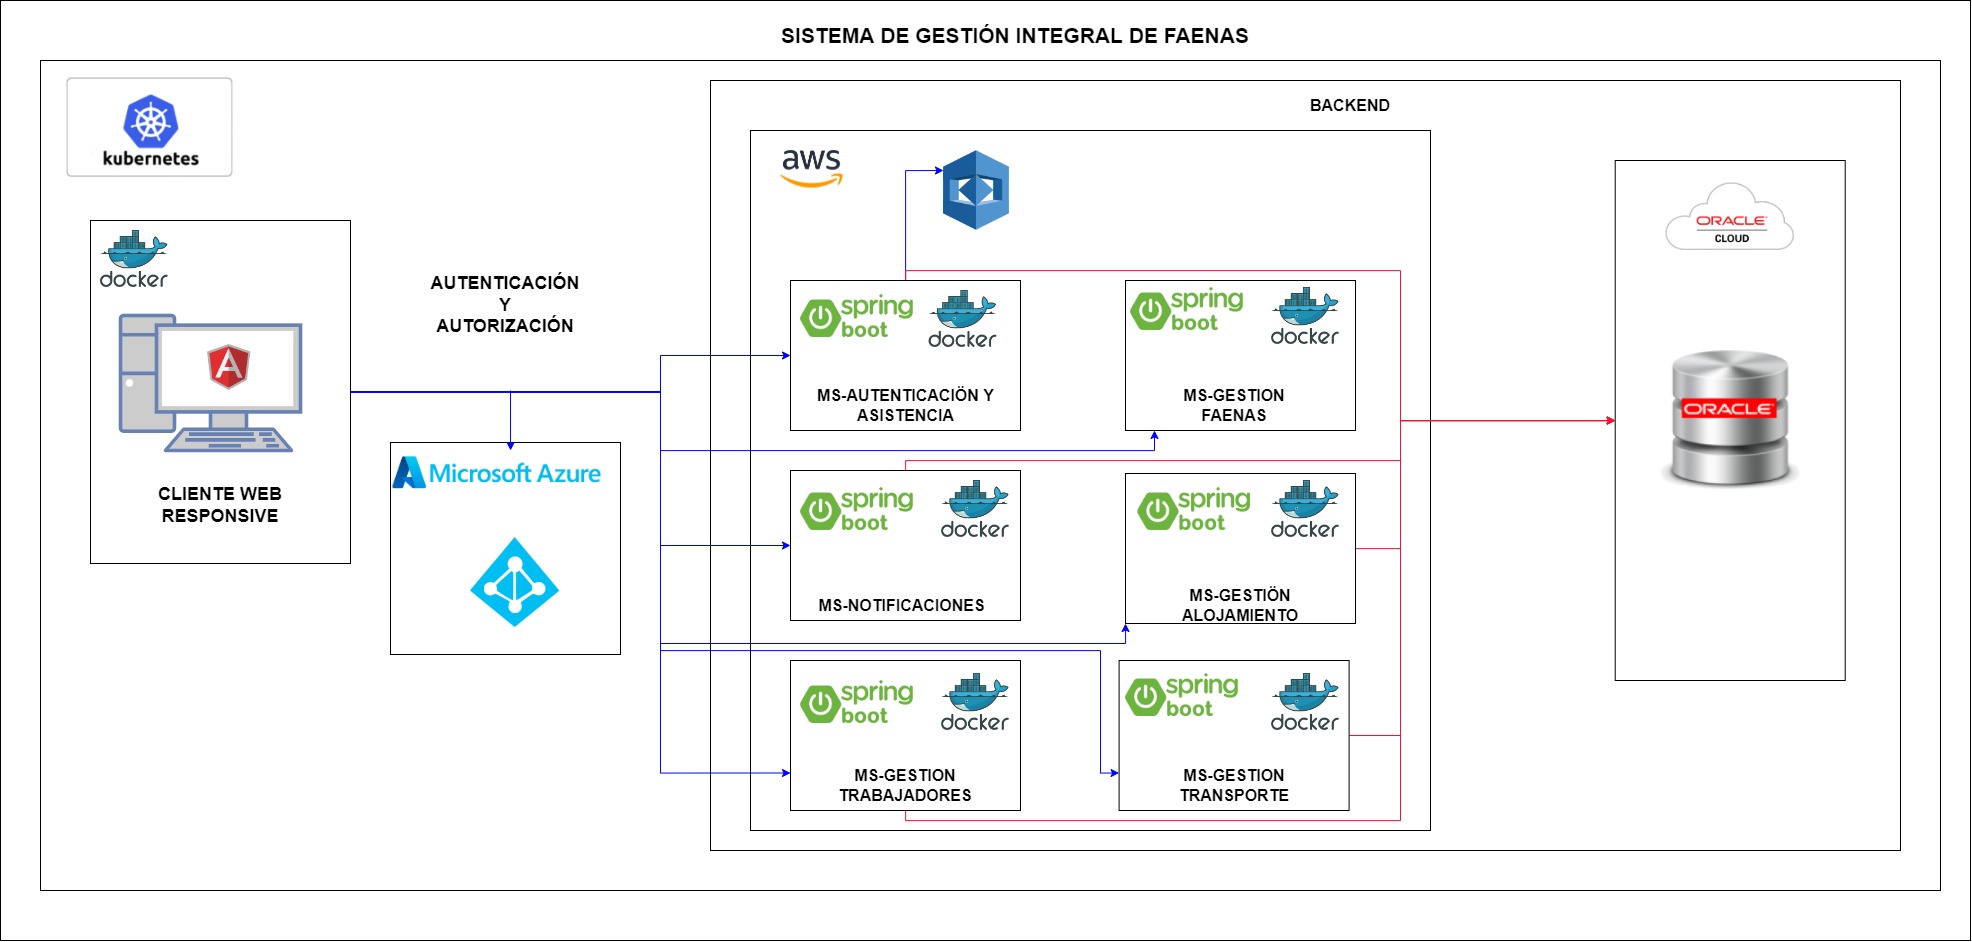 SISTEMA DE GESTIÓN INTEGRAL DE FAENAS
kubernetes
BACKEND
aws
ORACLE
CLOUD
docker
AUTENTICACIÓN
Y
AUTORIZACIÓN
CLIENTE WEB
RESPONSIVE
Microsoft Azure
spring
boot
docker
MS-AUTENTICACIÖN Y
ASISTENCIA
spring
boot
docker
MS-GESTION
FAENAS
spring
boot
docker
MS-NOTIFICACIONES
spring
boot
docker
MS-GESTIÖN
ALOJAMIENTO
spring
boot
docker
MS-GESTION
TRABAJADORES
spring
boot
docker
MS-GESTION
TRANSPORTE
ORACLE